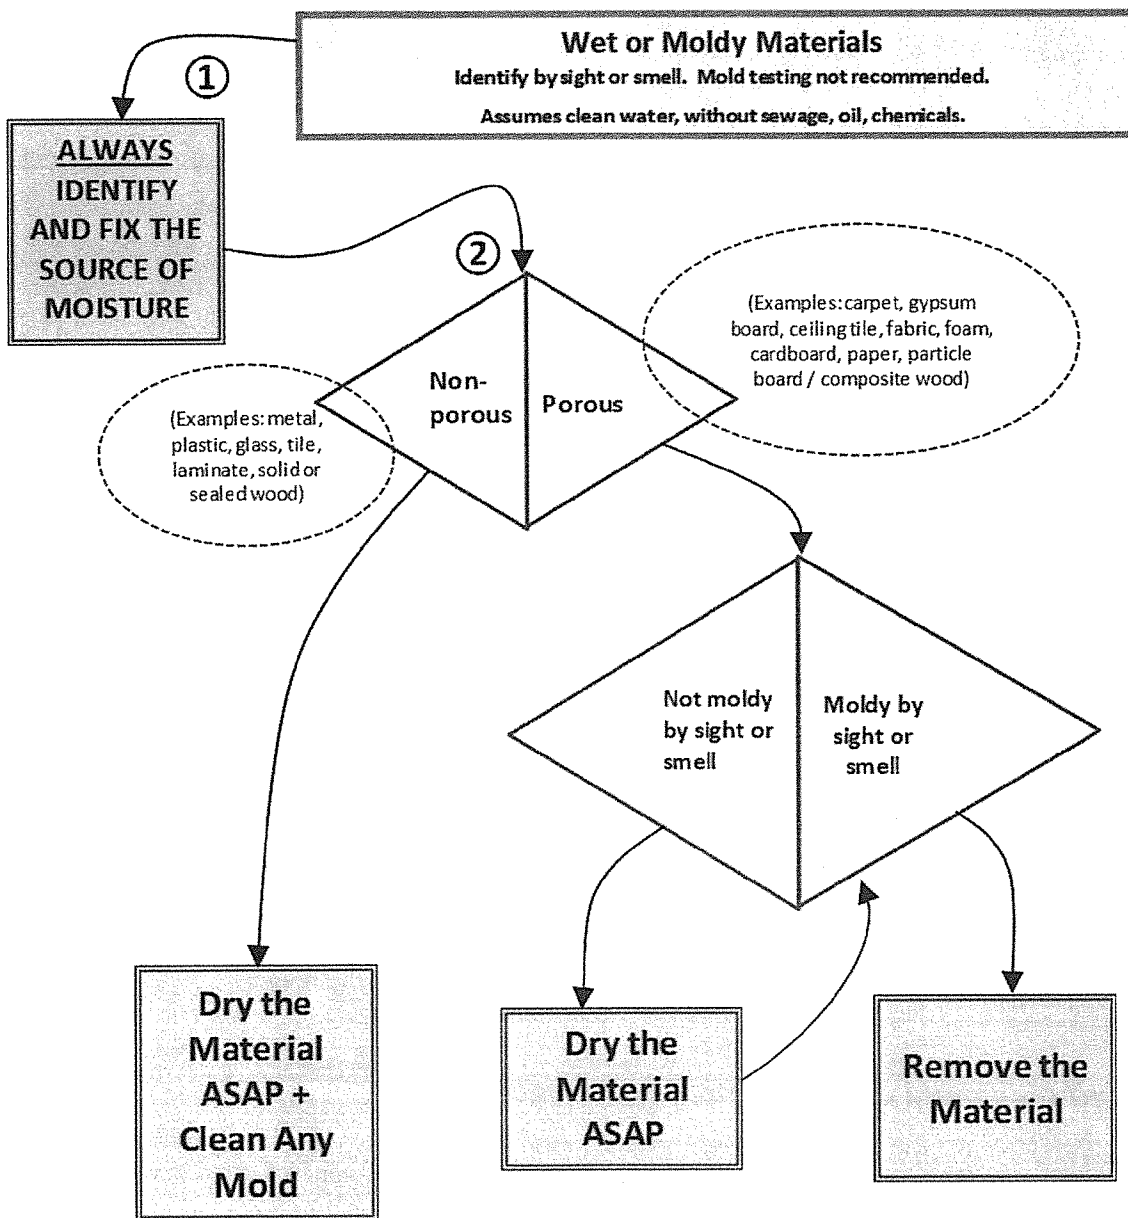 Wet or Moldy Materials
Identify by sight or smell. Mold testing not recommended.
Assumes clean water, without sewage, oil, chemicals.
①
ALWAYS
IDENTIFY
AND FIX THE
SOURCE OF
MOISTURE
②
(Examples: carpet, gypsum
board, ceiling tile, fabric, foam,
cardboard, paper, particle
board / composite wood)
Non-
porous
Porous
(Examples: metal,
plastic, glass, tile,
laminate, solid or
sealed wood)
Not moldy
by sight or
smell
Moldy by
sight or
smell
Dry the
Material
ASAP +
Clean Any
Mold
Dry the
Material
ASAP
Remove the
Material